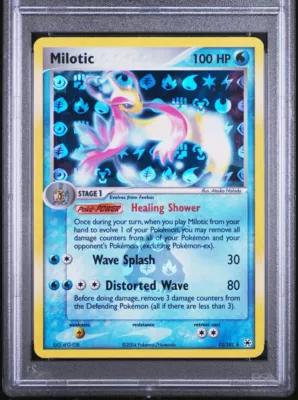 Milotic
100 HP
Illus. Atsuko Nishida
STAGE 1
Evolves from Feebas
Poké-POWER Healing Shower
Once during your turn, when you play Milotic from your
hand to evolve 1 of your Pokémon, you may remove all
damage counters from all of your Pokémon and your
opponent's Pokémon (excluding Pokémon-ex).
Wave Splash 30
Distorted Wave 80
Before doing damage, remove 3 damage counters from
the Defending Pokémon (all if there are less than 3).
weakness
resistance
retreat cost
©2004 Pokémon/Nintendo